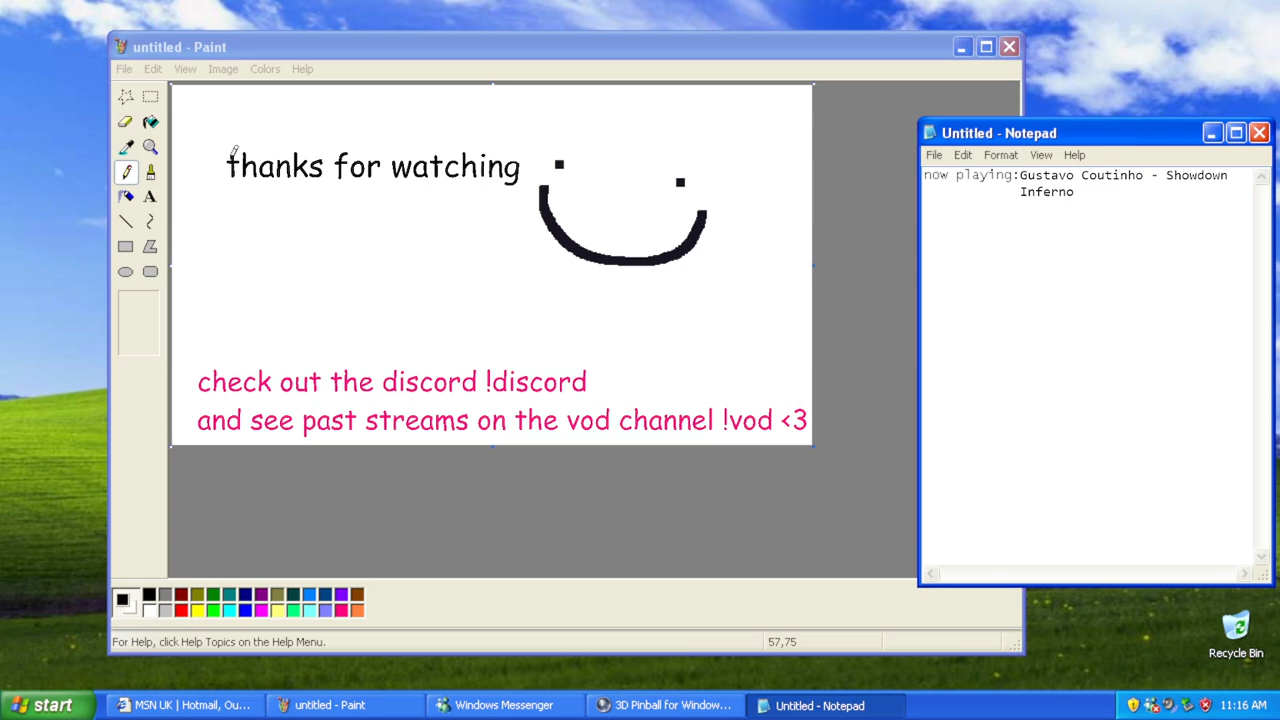 untitled - Paint
File Edit View Image Colors Help
thanks for watching
check out the discord !discord
and see past streams on the vod channel !vod <3
For Help, click Help Topics on the Help Menu.
57,75
Untitled - Notepad
File Edit Format View Help
now playing:Gustavo Coutinho - Showdown
Inferno
Recycle Bin
start
MSN UK | Hotmail, Ou...
untitled - Paint
Windows Messenger
3D Pinball for Window...
Untitled - Notepad
11:16 AM